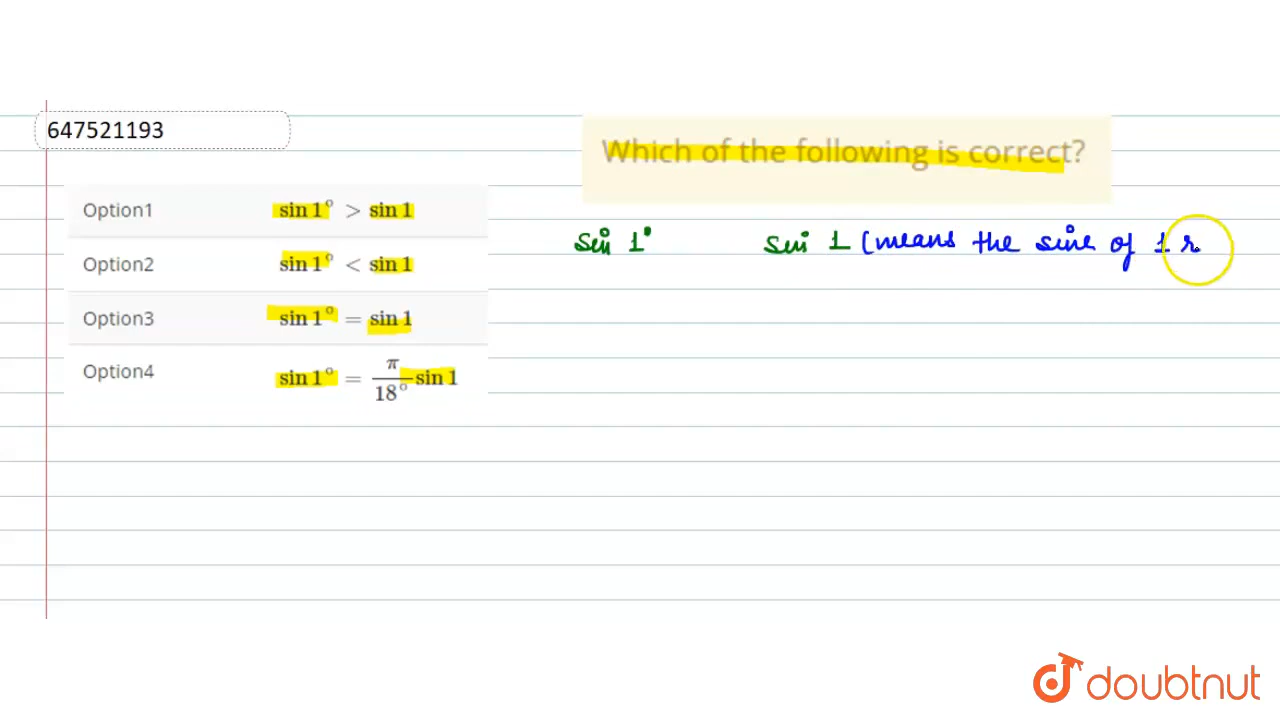 647521193
Which of the following is correct?
Option1 sin 1° > sin 1
Option2 sin 1° < sin 1
Option3 sin 1° = sin 1
Option4 sin 1° = π/18° sin 1
sin 1° sin 1 (means the sine of 1 r
doubtnut